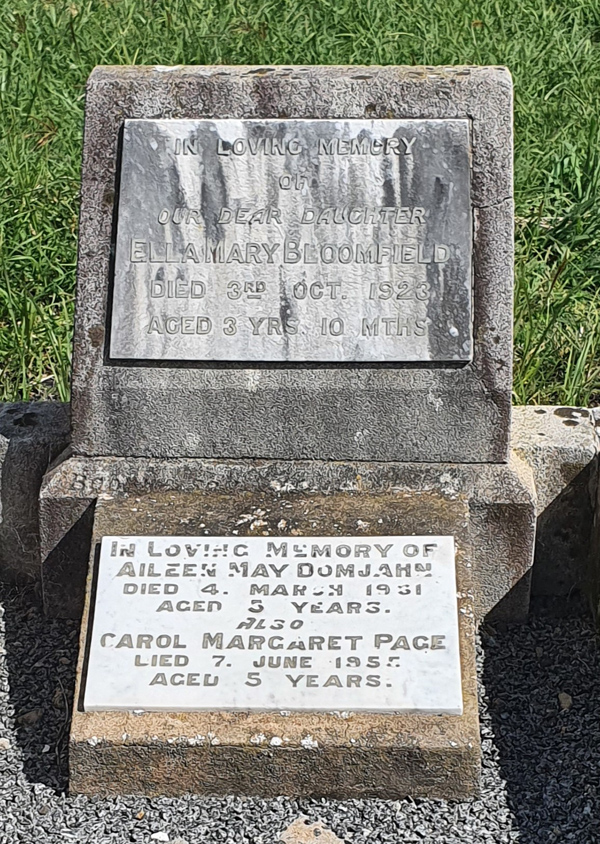 IN LOVING MEMORY
OF
OUR DEAR DAUGHTER
ELLA MARY BLOOMFIELD
DIED 3RD OCT. 1923
AGED 3 YRS. 10 MTHS
IN LOVING MEMORY OF
AILEEN MAY DOMJAHN
DIED 4. MARCH 1931
AGED 5 YEARS.
ALSO
CAROL MARGARET PAGE
DIED 7. JUNE 1955
AGED 5 YEARS.